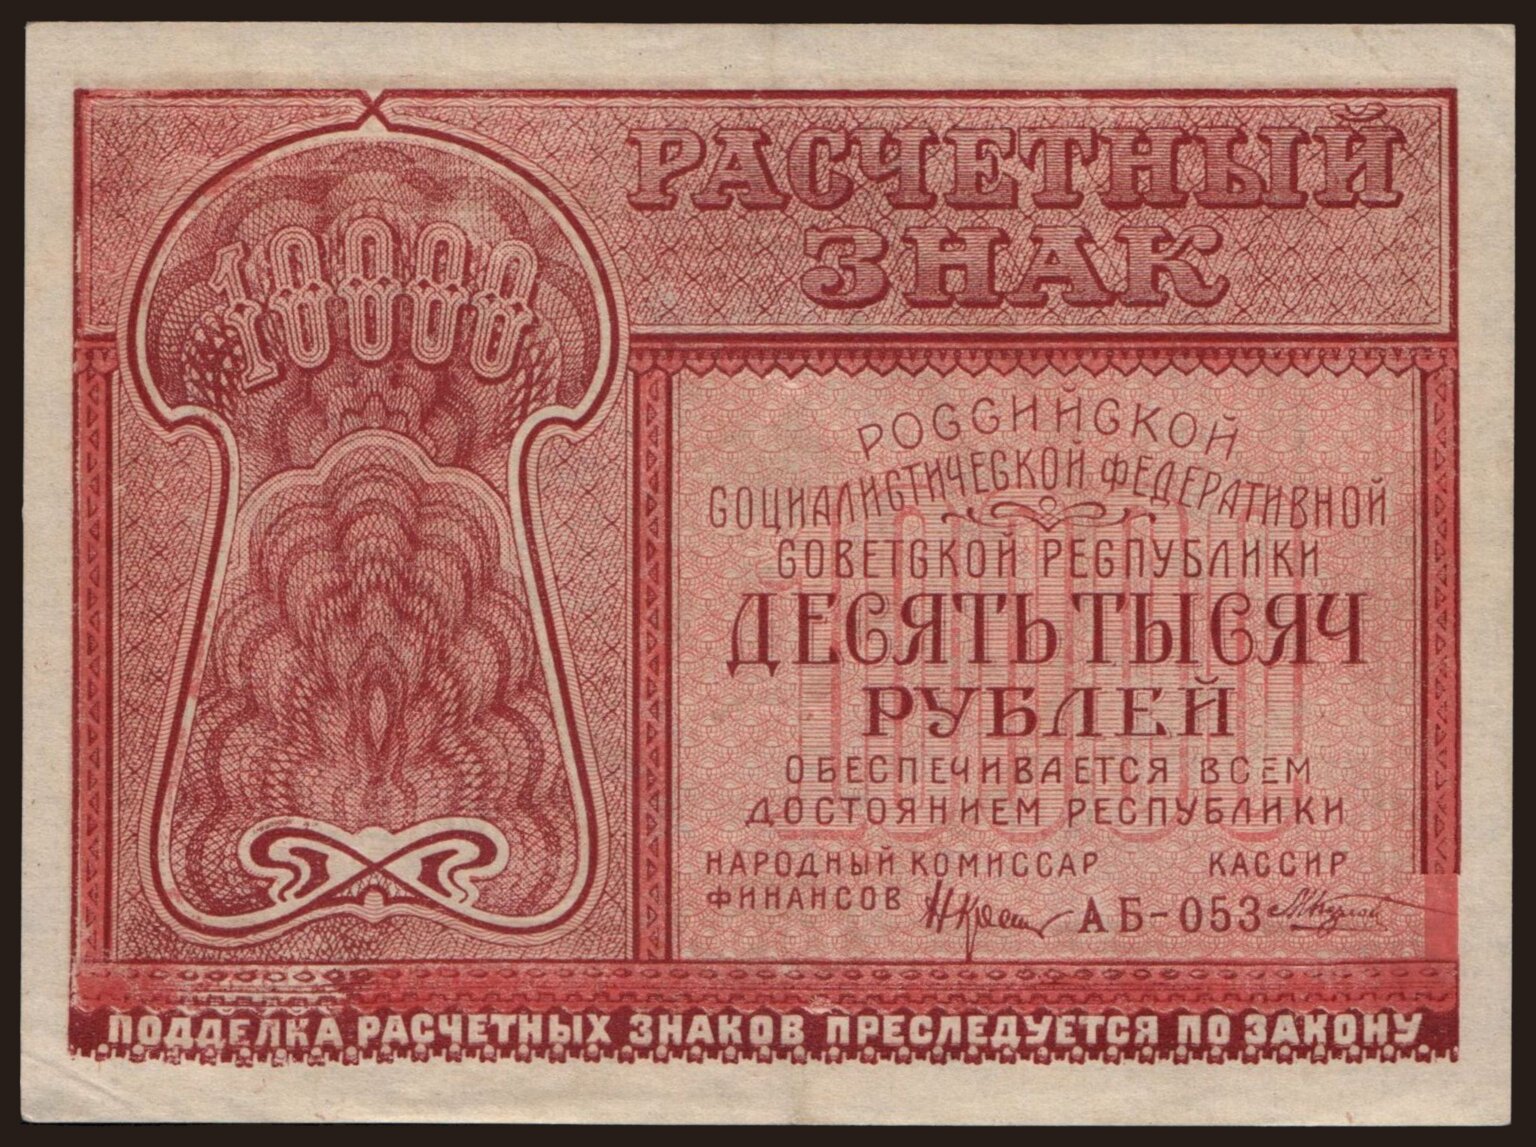 РАСЧЕТНЫЙ
ЗНАК
10000
РОССИЙСКОЙ
СОЦИАЛИСТИЧЕСКОЙ ФЕДЕРАТИВНОЙ
СОВЕТСКОЙ РЕСПУБЛИКИ
ДЕСЯТЬ ТЫСЯЧ
РУБЛЕЙ
10000
ОБЕСПЕЧИВАЕТСЯ ВСЕМ
ДОСТОЯНИЕМ РЕСПУБЛИКИ
НАРОДНЫЙ КОМИССАР КАССИР
ФИНАНСОВ АБ-053
ПОДДЕЛКА РАСЧЕТНЫХ ЗНАКОВ ПРЕСЛЕДУЕТСЯ ПО ЗАКОНУ.